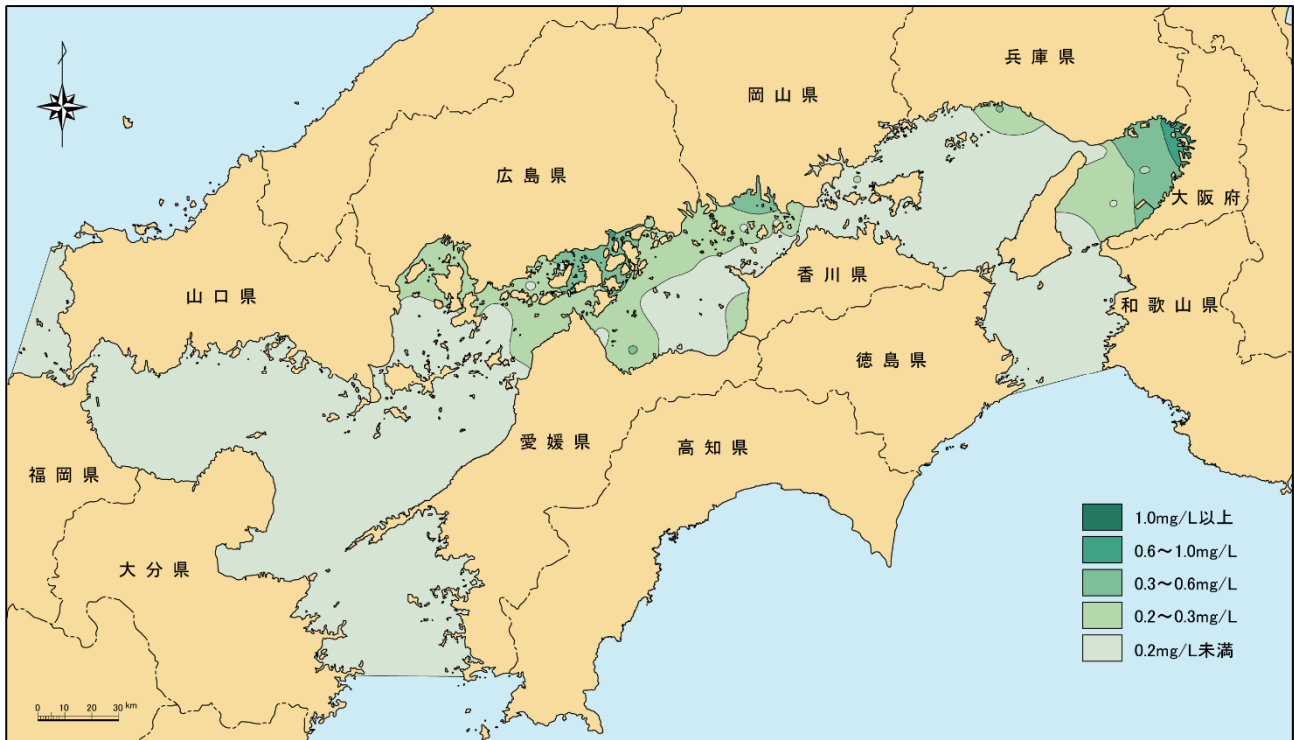 兵庫県
岡山県
広島県
大阪府
香川県
山口県
和歌山県
徳島県
愛媛県
高知県
福岡県
大分県
1.0mg/L以上
0.6～1.0mg/L
0.3～0.6mg/L
0.2～0.3mg/L
0.2mg/L未満
0 10 20 30 km